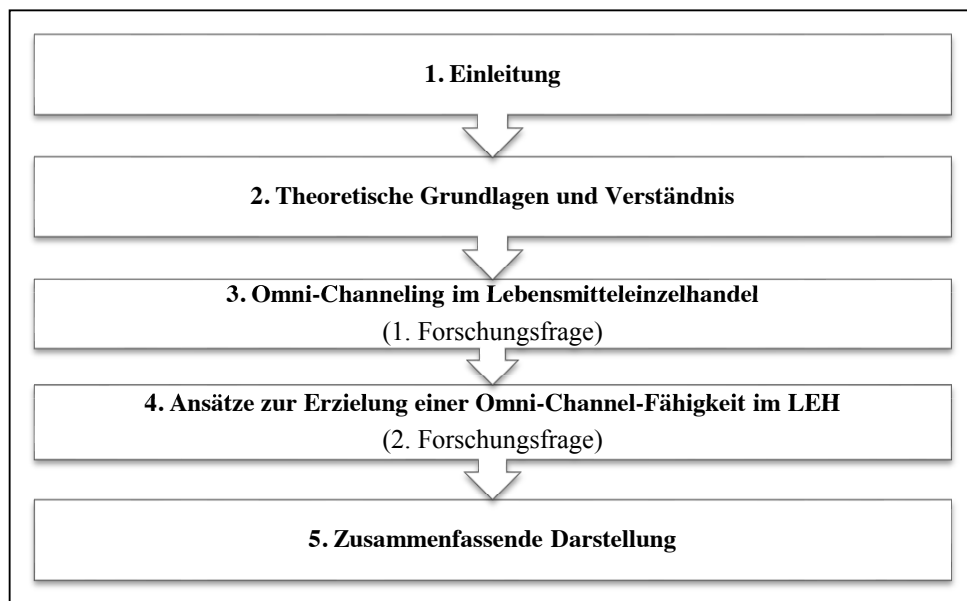 1. Einleitung
2. Theoretische Grundlagen und Verständnis
3. Omni-Channeling im Lebensmitteleinzelhandel
(1. Forschungsfrage)
4. Ansätze zur Erzielung einer Omni-Channel-Fähigkeit im LEH
(2. Forschungsfrage)
5. Zusammenfassende Darstellung